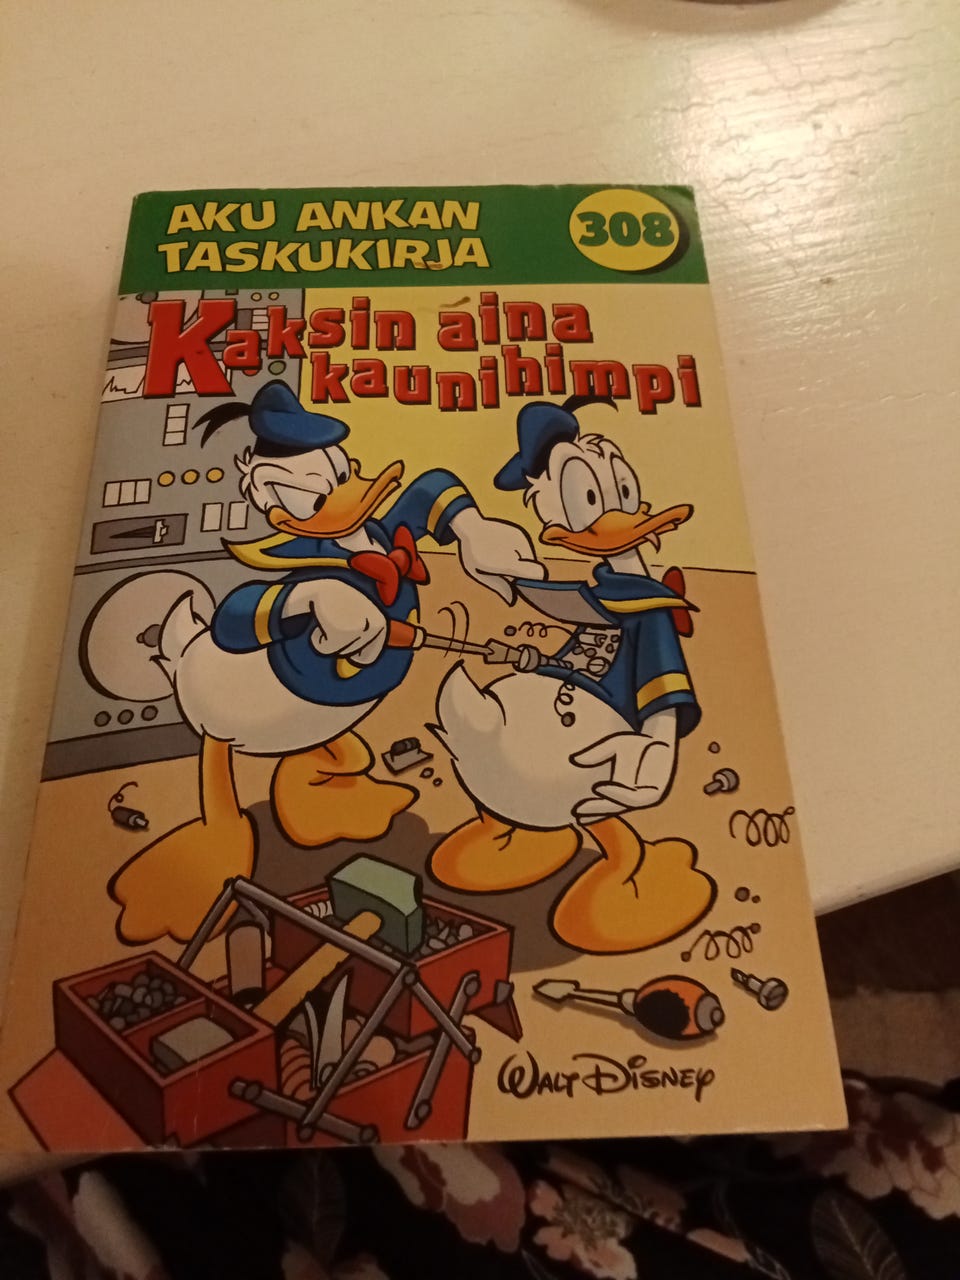 AKU ANKAN
TASKUKIRJA
308
Kaksin aina
kaunihimpi
WALT DISNEY